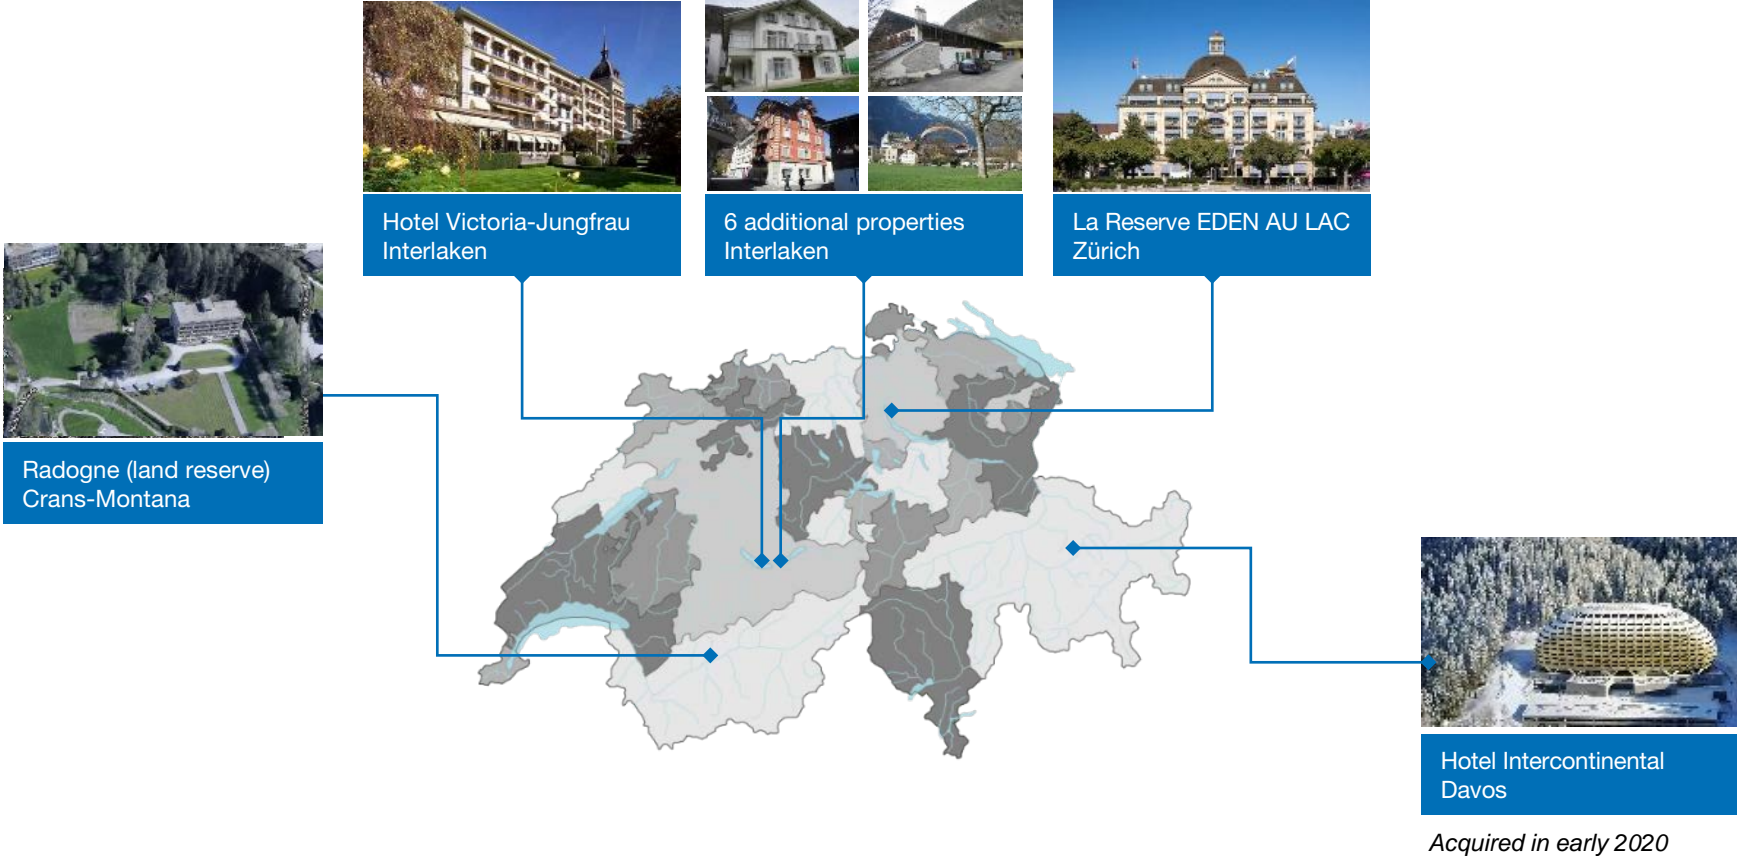 Hotel Victoria-Jungfrau
Interlaken
6 additional properties
Interlaken
La Reserve EDEN AU LAC
Zürich
Radogne (land reserve)
Crans-Montana
Hotel Intercontinental
Davos
Acquired in early 2020